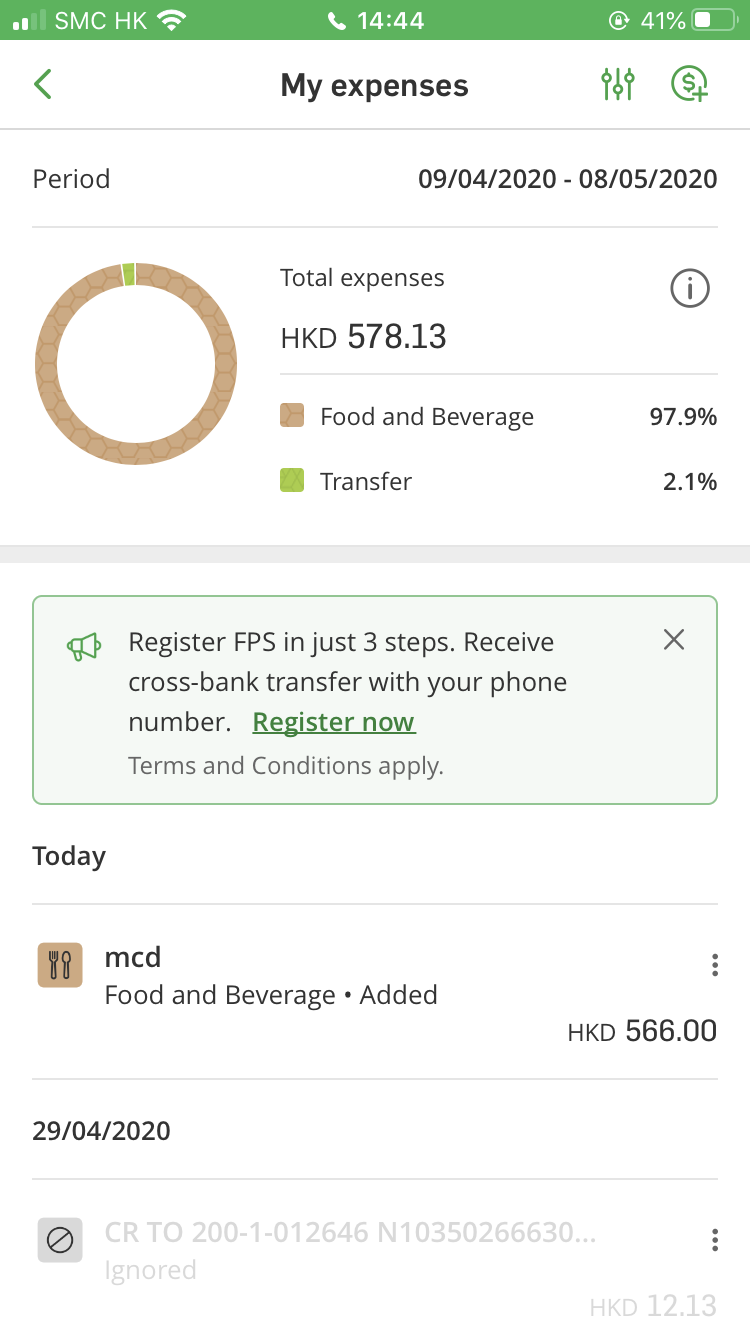 SMC HK 14:44 41%
My expenses
Period 09/04/2020 - 08/05/2020
Total expenses
HKD 578.13
Food and Beverage 97.9%
Transfer 2.1%
Register FPS in just 3 steps. Receive
cross-bank transfer with your phone
number. Register now
Terms and Conditions apply.
Today
mcd
Food and Beverage • Added
HKD 566.00
29/04/2020
CR TO 200-1-012646 N10350266630...
Ignored
HKD 12.13